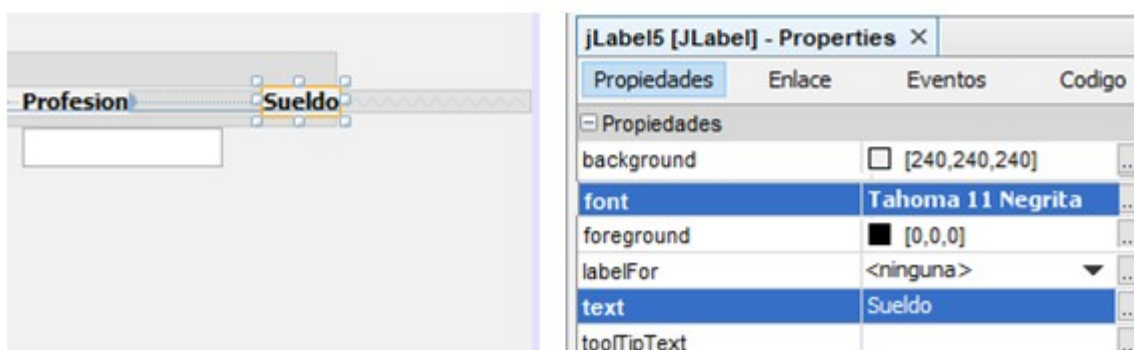 Profesion Sueldo
jLabel5 [JLabel] - Properties ×
Propiedades Enlace Eventos Codigo
Propiedades
background [240,240,240] ...
font Tahoma 11 Negrita ...
foreground [0,0,0] ...
labelFor <ninguna> ...
text Sueldo ...
toolTipText ...